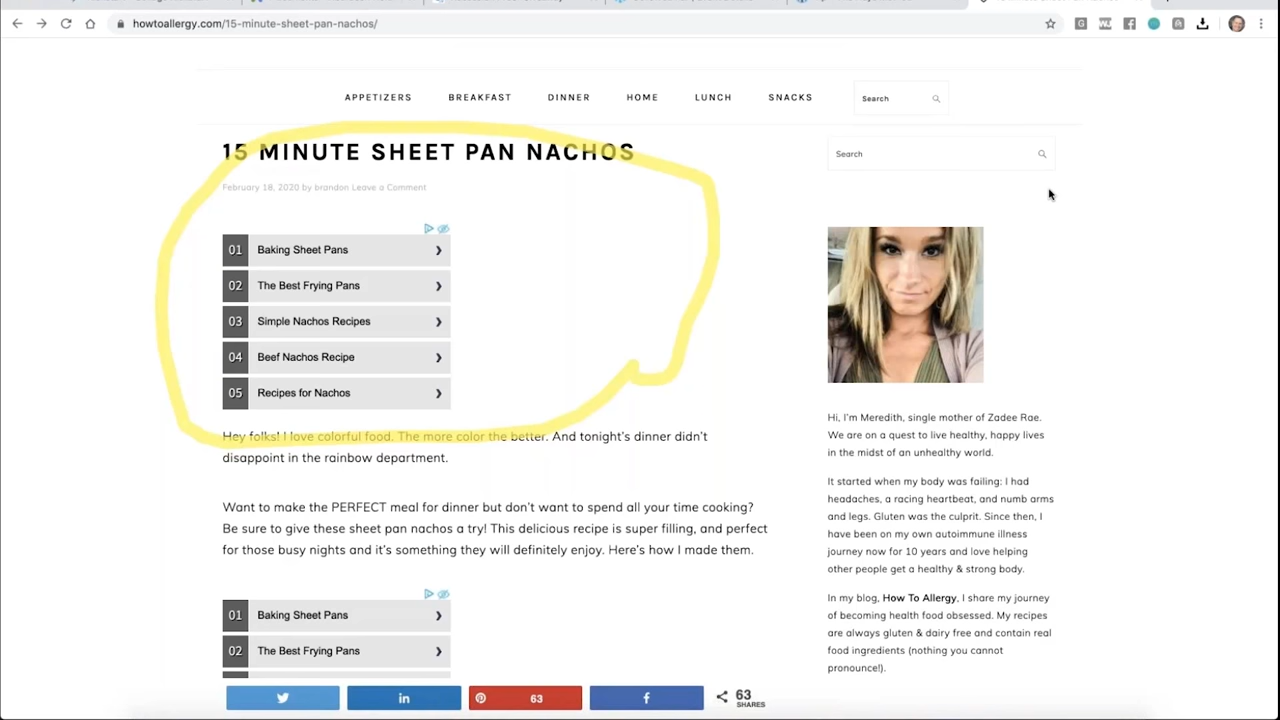 howtoallergy.com/15-minute-sheet-pan-nachos/
APPETIZERS BREAKFAST DINNER HOME LUNCH SNACKS Search
15 MINUTE SHEET PAN NACHOS
February 18, 2020 by brandon Leave a Comment
01 Baking Sheet Pans
02 The Best Frying Pans
03 Simple Nachos Recipes
04 Beef Nachos Recipe
05 Recipes for Nachos
Hey folks! I love colorful food. The more color the better. And tonight's dinner didn't
disappoint in the rainbow department.
Want to make the PERFECT meal for dinner but don't want to spend all your time cooking?
Be sure to give these sheet pan nachos a try! This delicious recipe is super filling, and perfect
for those busy nights and it's something they will definitely enjoy. Here's how I made them.
01 Baking Sheet Pans
02 The Best Frying Pans
63
63
SHARES
Search
Hi, I'm Meredith, single mother of Zadee Rae.
We are on a quest to live healthy, happy lives
in the midst of an unhealthy world.
It started when my body was failing: I had
headaches, a racing heartbeat, and numb arms
and legs. Gluten was the culprit. Since then, I
have been on my own autoimmune illness
journey now for 10 years and love helping
other people get a healthy & strong body.
In my blog, How To Allergy, I share my journey
of becoming health food obsessed. My recipes
are always gluten & dairy free and contain real
food ingredients (nothing you cannot
pronounce!).